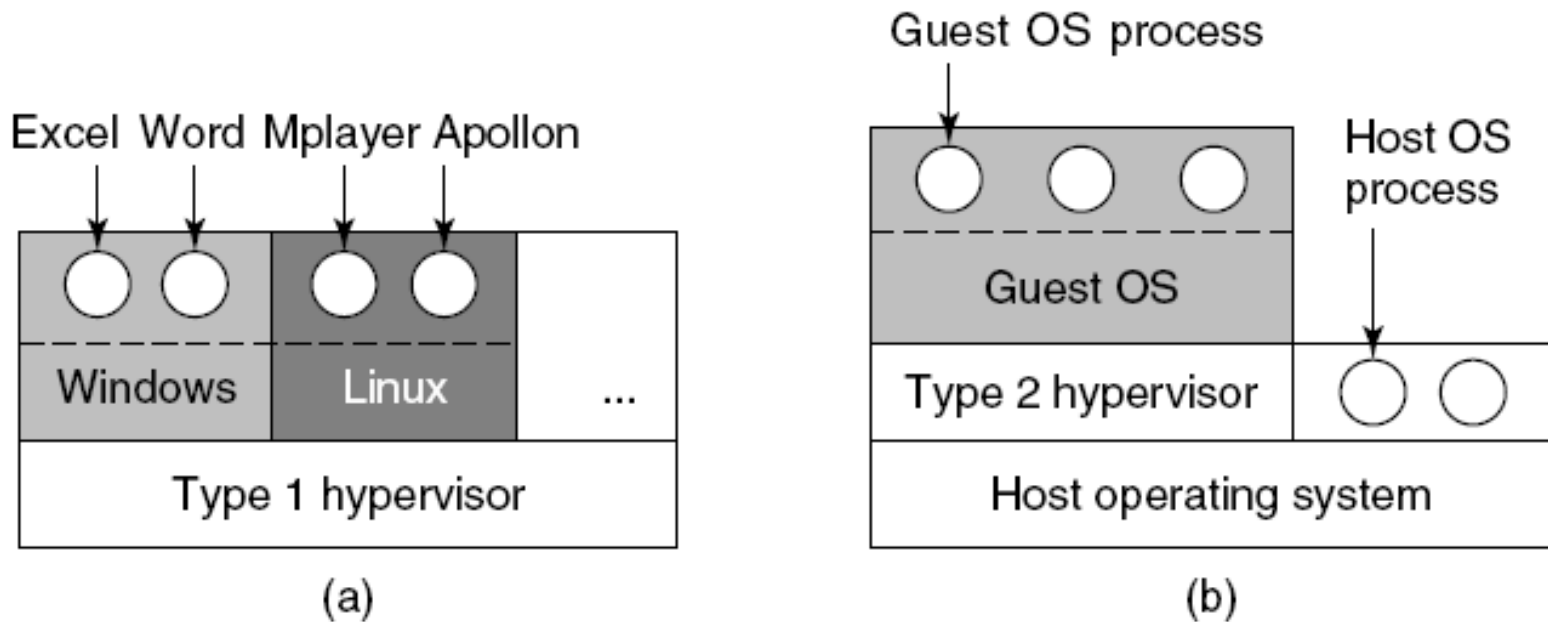 Excel Word Mplayer Apollon
Windows
Linux
...
Type 1 hypervisor
(a)
Guest OS process
Host OS
process
Guest OS
Type 2 hypervisor
Host operating system
(b)